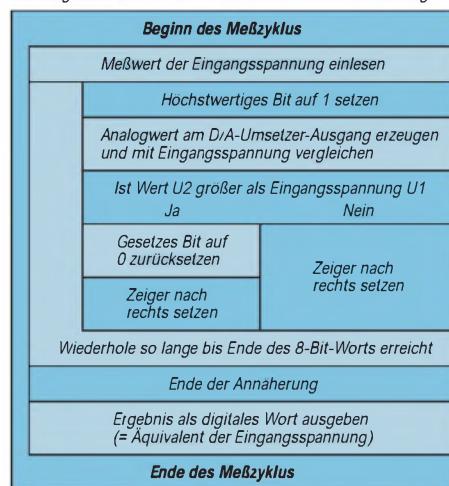 Beginn des Meßzyklus
Meßwert der Eingangsspannung einlesen
Höchstwertiges Bit auf 1 setzen
Analogwert am D/A-Umsetzer-Ausgang erzeugen
und mit Eingangsspannung vergleichen
Ist Wert U2 größer als Eingangsspannung U1
Ja Nein
Gesetzes Bit auf
0 zurücksetzen
Zeiger nach
rechts setzen
Zeiger nach
rechts setzen
Wiederhole so lange bis Ende des 8-Bit-Worts erreicht
Ende der Annäherung
Ergebnis als digitales Wort ausgeben
(= Äquivalent der Eingangsspannung)
Ende des Meßzyklus